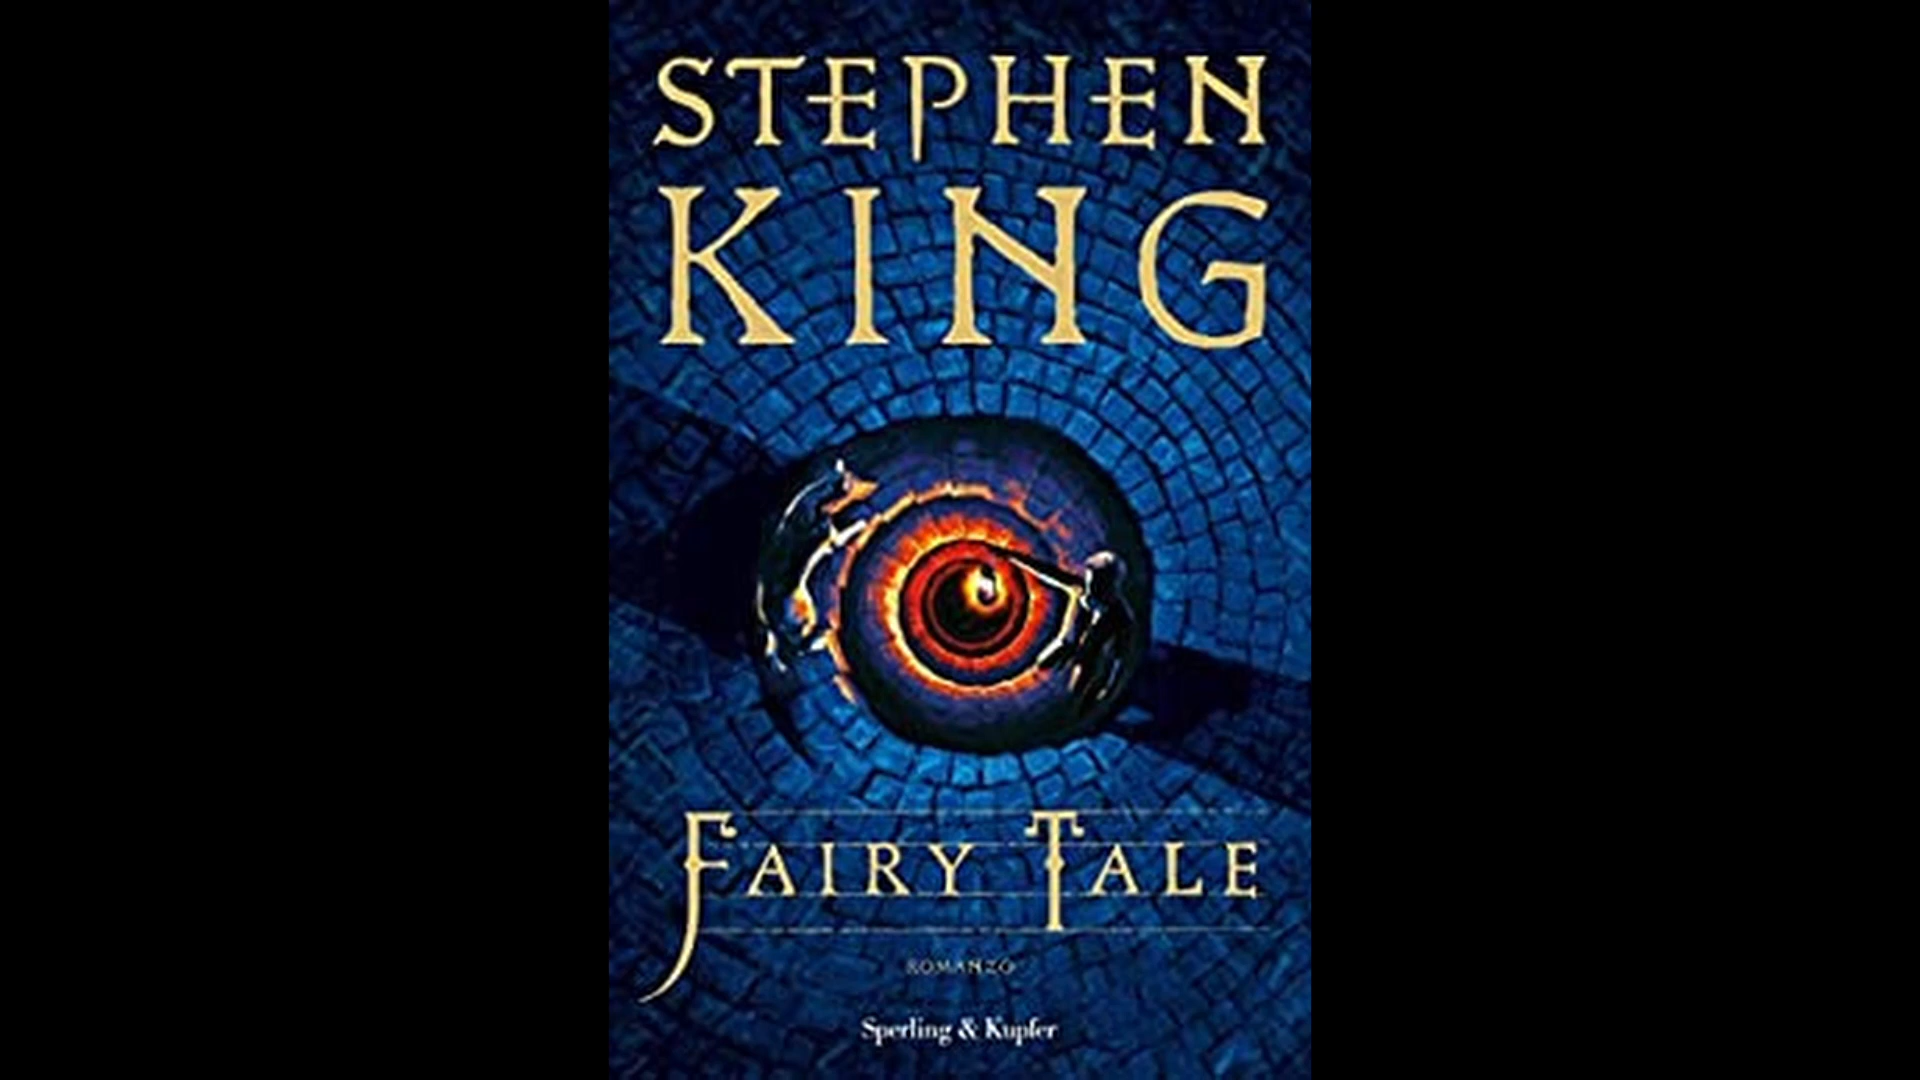 STEPHEN
KING
FAIRY TALE
ROMANZO
Sperling & Kupfer